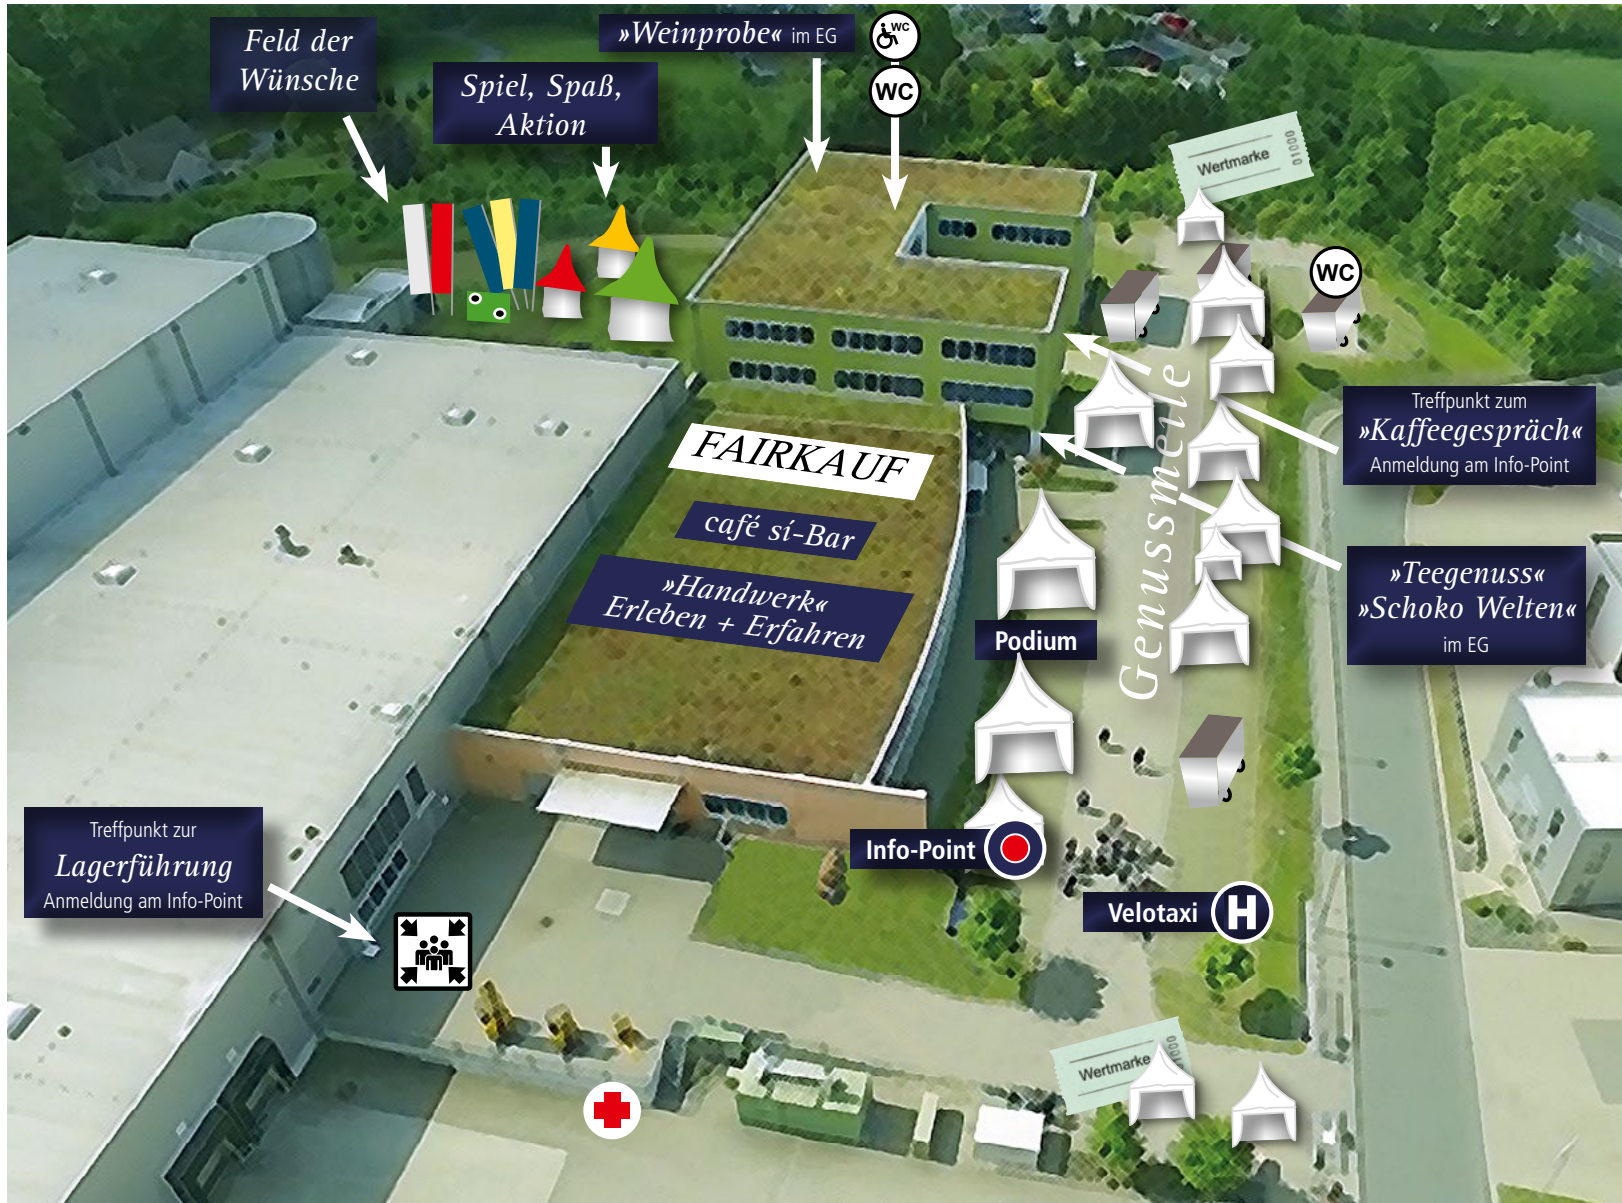 Feld der
Wünsche
Spiel, Spaß,
Aktion
»Weinprobe« im EG
WC
WC
Wertmarke
00001
WC
Treffpunkt zum
»Kaffeegespräch«
Anmeldung am Info-Point
FAIRKAUF
café sí-Bar
»Handwerk«
Erleben + Erfahren
Genussmeile
»Teegenuss«
»Schoko Welten«
im EG
Podium
Treffpunkt zur
Lagerführung
Anmeldung am Info-Point
Info-Point
Velotaxi H
Wertmarke